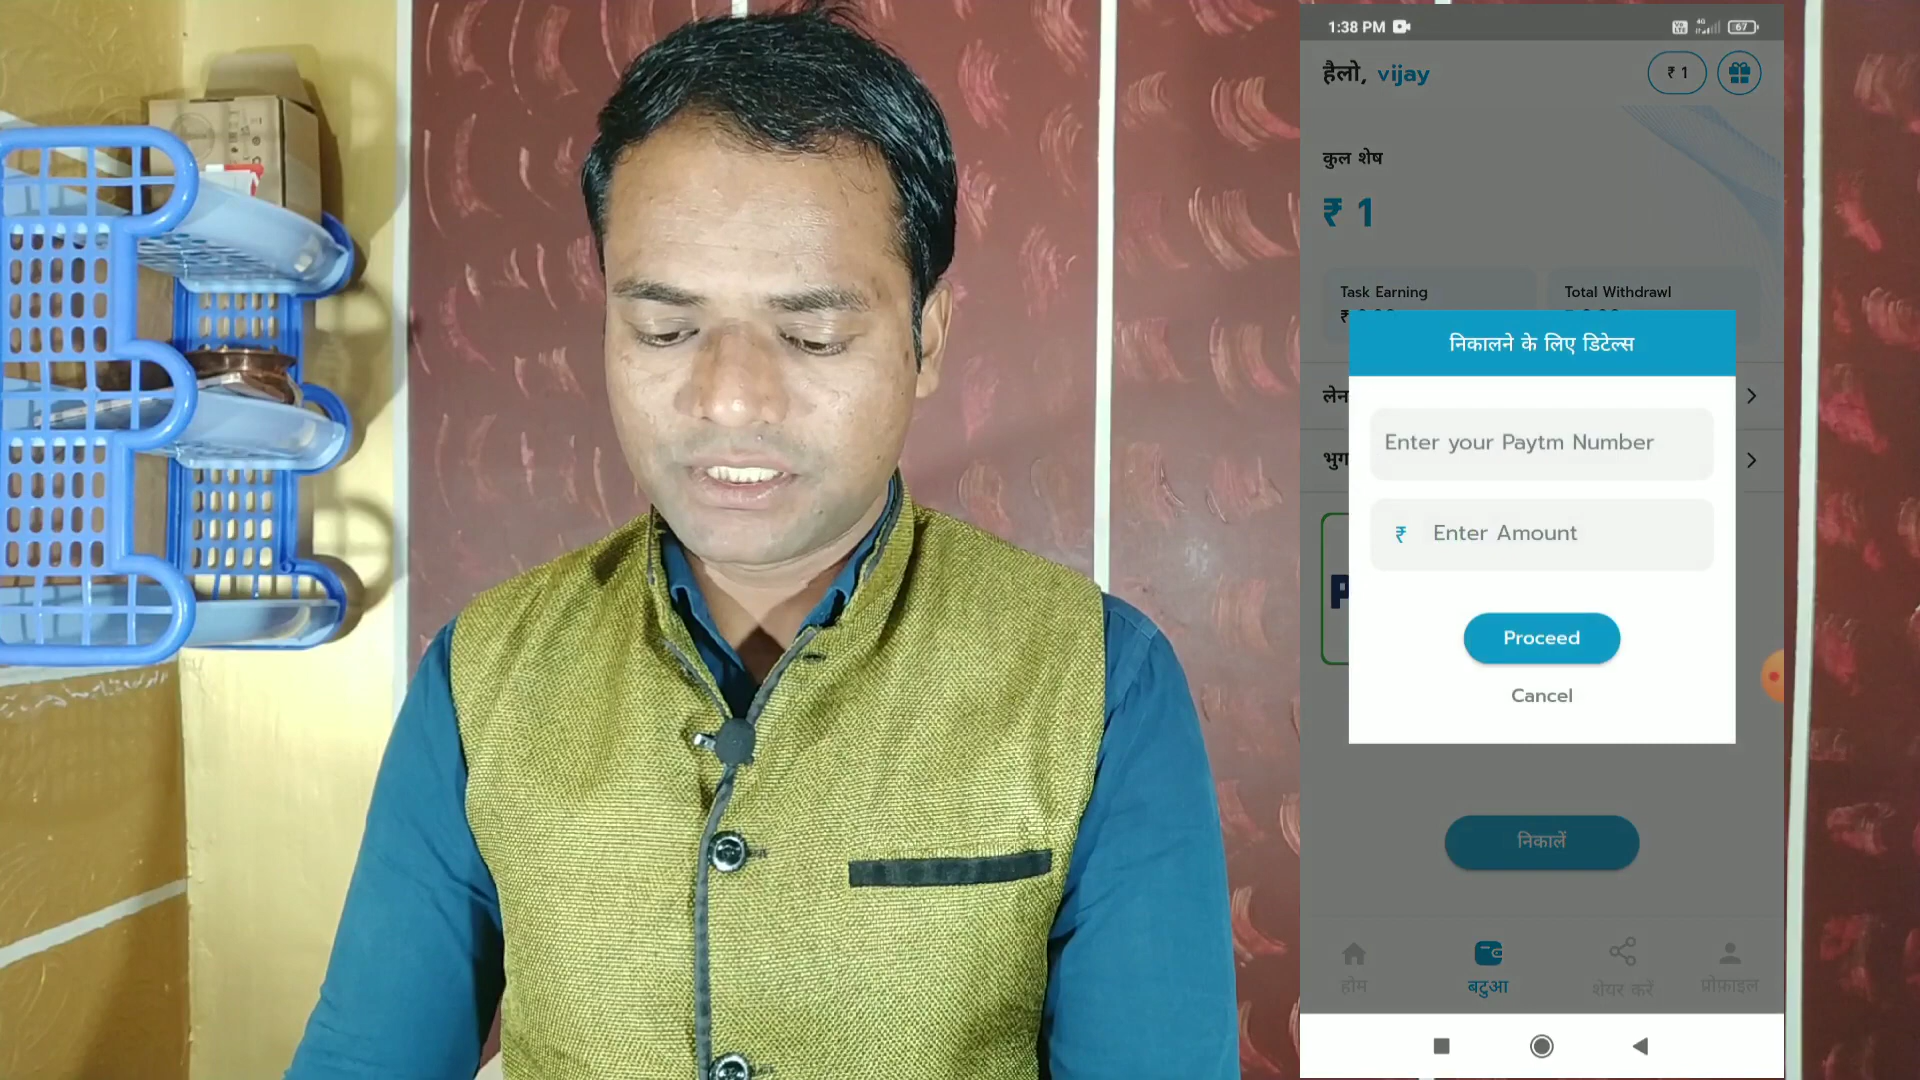 1:38 PM
67
हैलो, vijay
₹ 1
कुल शेष
₹ 1
Task Earning
Total Withdrawl
₹
निकालने के लिए डिटेल्स
Enter your Paytm Number
₹ Enter Amount
Proceed
Cancel
निकालें
होम
बटुआ
शेयर करें
प्रोफ़ाइल